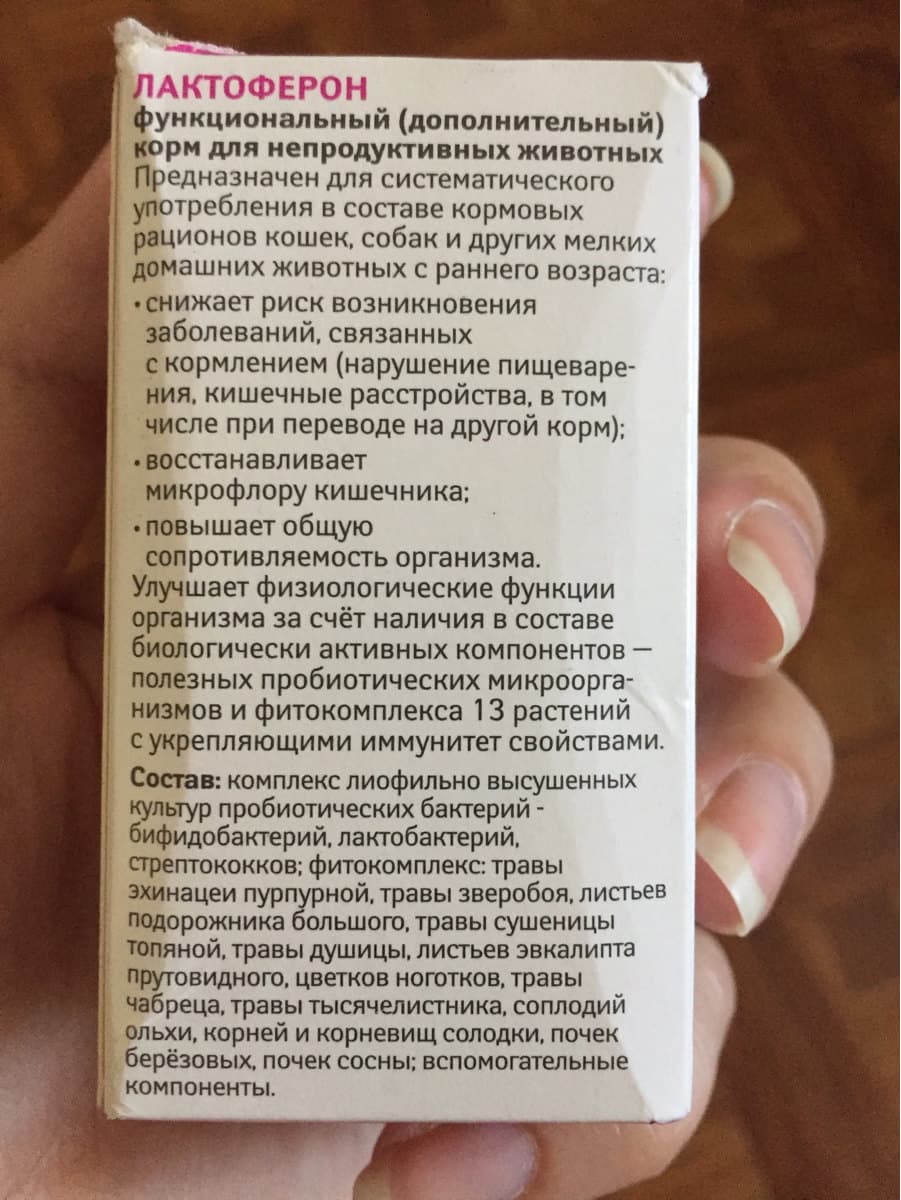 ЛАКТОФЕРОН
функциональный (дополнительный)
корм для непродуктивных животных
Предназначен для систематического
употребления в составе кормовых
рационов кошек, собак и других мелких
домашних животных с раннего возраста:
• снижает риск возникновения
заболеваний, связанных
с кормлением (нарушение пищеваре-
ния, кишечные расстройства, в том
числе при переводе на другой корм);
• восстанавливает
микрофлору кишечника;
• повышает общую
сопротивляемость организма.
Улучшает физиологические функции
организма за счёт наличия в составе
биологически активных компонентов —
полезных пробиотических микроорга-
низмов и фитокомплекса 13 растений
с укрепляющими иммунитет свойствами.
Состав: комплекс лиофильно высушенных
культур пробиотических бактерий -
бифидобактерий, лактобактерий,
стрептококков; фитокомплекс: травы
эхинацеи пурпурной, травы зверобоя, листьев
подорожника большого, травы сушеницы
топяной, травы душицы, листьев эвкалипта
прутовидного, цветков ноготков, травы
чабреца, травы тысячелистника, соплодий
ольхи, корней и корневищ солодки, почек
берёзовых, почек сосны; вспомогательные
компоненты.